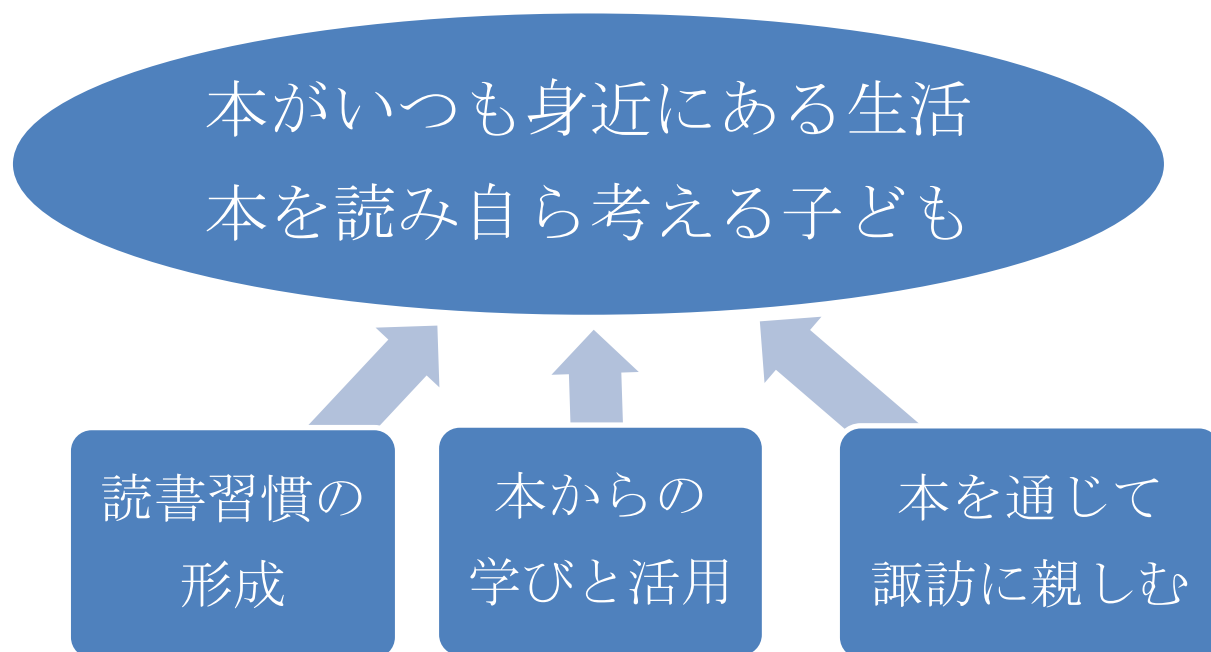 本がいつも身近にある生活
本を読み自ら考える子ども
読書習慣の
形成
本からの
学びと活用
本を通じて
諏訪に親しむ